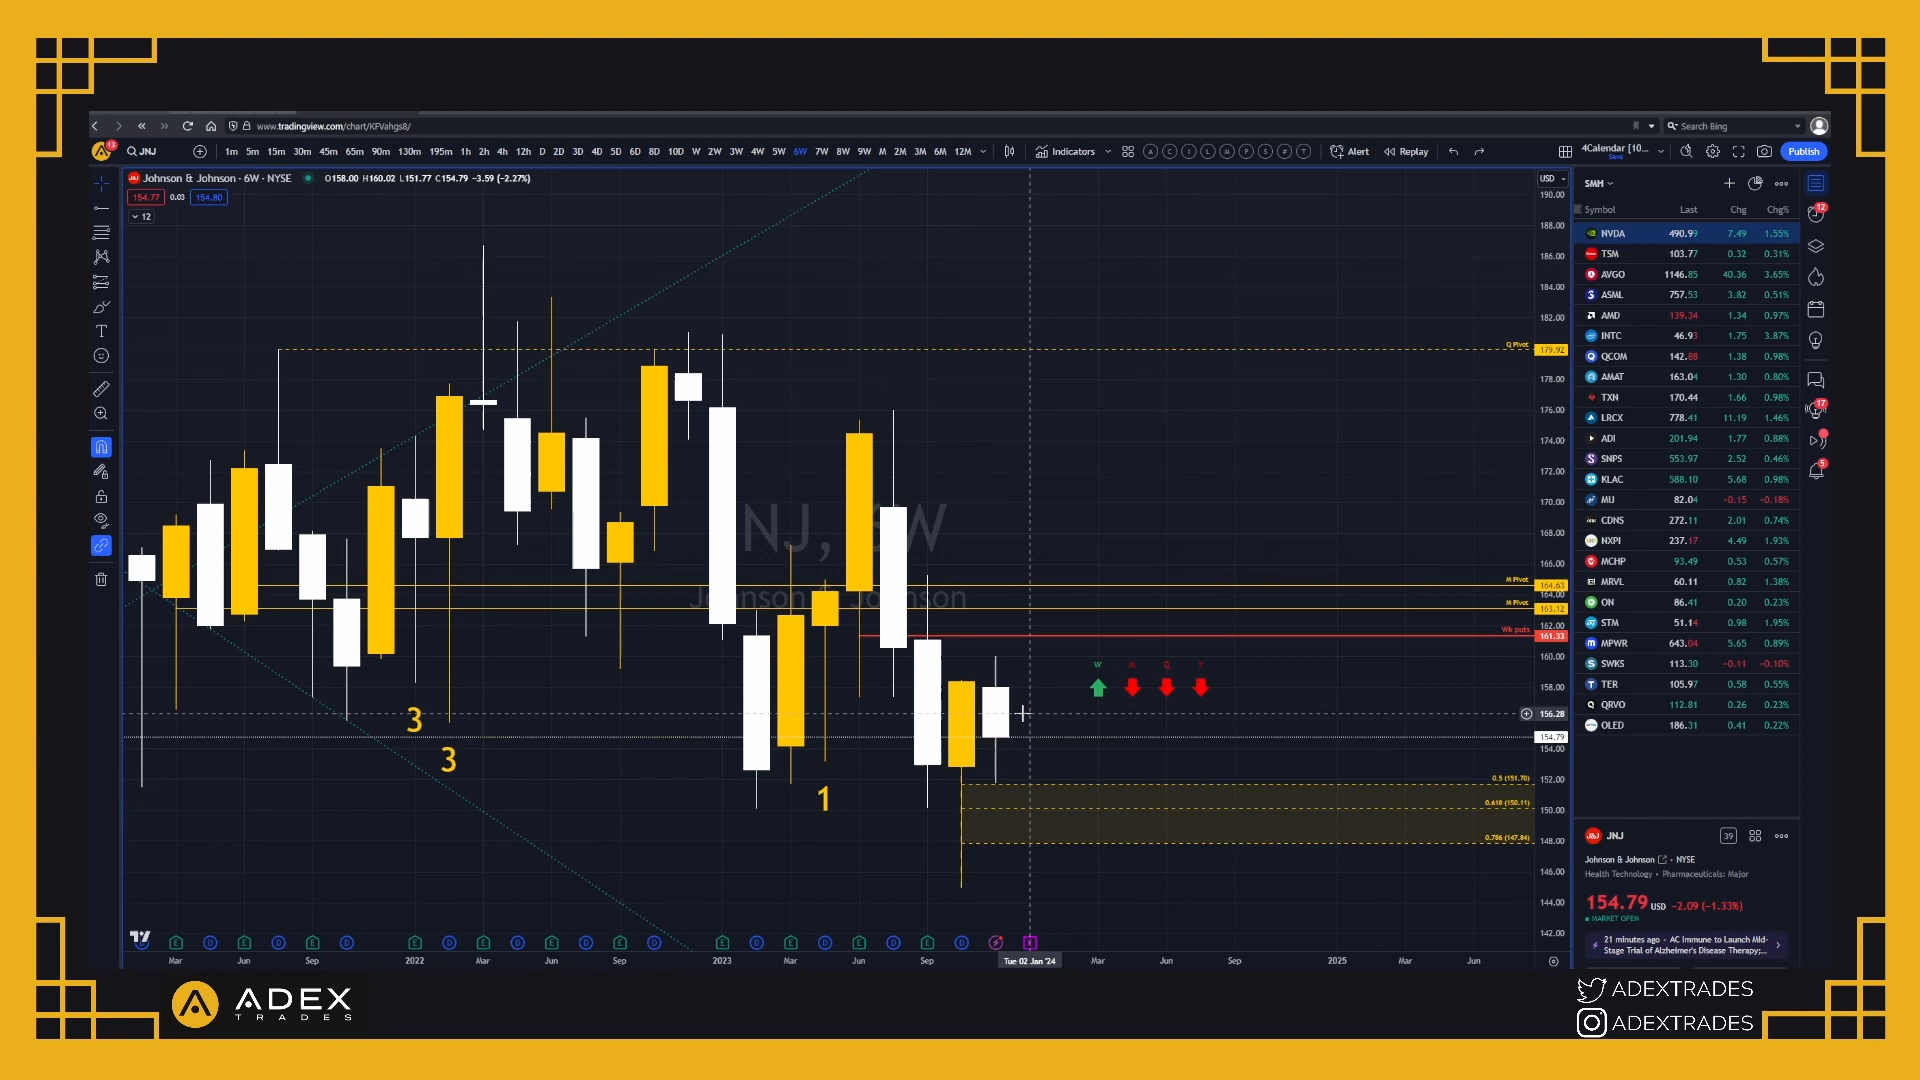 www.tradingview.com/chart/KFVahgs8/
Search Bing
13
JNJ
1m 5m 15m 30m 45m 65m 90m 130m 195m 1h 2h 4h 12h D 2D 3D 4D 5D 6D 8D 10D W 2W 3W 4W 5W 6W 7W 8W 9W M 2M 3M 6M 12M
Indicators
A C I L M P S # T
Alert
Replay
4Calendar [10...
Save
Publish
Johnson & Johnson · 6W · NYSE
O158.00 H160.02 L151.77 C154.79 −3.59 (−2.27%)
154.77 0.03 154.80
12
USD
190.00
188.00
186.00
184.00
182.00
Q Pivot 179.92
178.00
176.00
174.00
172.00
170.00
168.00
166.00
M Pivot 164.63
164.00
M Pivot 163.12
162.00
Wk puts 161.33
160.00
W M Q Y
158.00
156.28
154.79
154.00
152.00
0.5 (151.70)
0.618 (150.11)
150.00
0.786 (147.84)
148.00
146.00
144.00
142.00
NJ, 6W
Johnson & Johnson
3
3
1
E D E D E D E D E D E D E D E D E D E D E D E
Mar Jun Sep 2022 Mar Jun Sep 2023 Mar Jun Sep Tue 02 Jan '24 Mar Jun Sep 2025 Mar Jun
SMH
Symbol Last Chg Chg%
NVDA 490.99 7.49 1.55%
TSM 103.77 0.32 0.31%
AVGO 1146.85 40.36 3.65%
ASML 757.53 3.82 0.51%
AMD 139.34 1.34 0.97%
INTC 46.93 1.75 3.87%
QCOM 142.88 1.38 0.98%
AMAT 163.04 1.30 0.80%
TXN 170.44 1.66 0.98%
LRCX 778.41 11.19 1.46%
ADI 201.94 1.77 0.88%
SNPS 553.97 2.52 0.46%
KLAC 588.10 5.68 0.98%
MU 82.04 −0.15 −0.18%
CDNS 272.11 2.01 0.74%
NXPI 237.17 4.49 1.93%
MCHP 93.49 0.53 0.57%
MRVL 60.11 0.82 1.38%
ON 86.41 0.20 0.23%
STM 51.14 0.98 1.95%
MPWR 643.04 5.65 0.89%
SWKS 113.30 −0.11 −0.10%
TER 105.97 0.58 0.55%
QRVO 112.81 0.26 0.23%
OLED 186.31 0.41 0.22%
12
17
5
JNJ
39
Johnson & Johnson • NYSE
Health Technology • Pharmaceuticals: Major
154.79 USD −2.09 (−1.33%)
MARKET OPEN
21 minutes ago • AC Immune to Launch Mid-
Stage Trial of Alzheimer's Disease Therapy;...
ADEX
TRADES
ADEXTRADES
ADEXTRADES